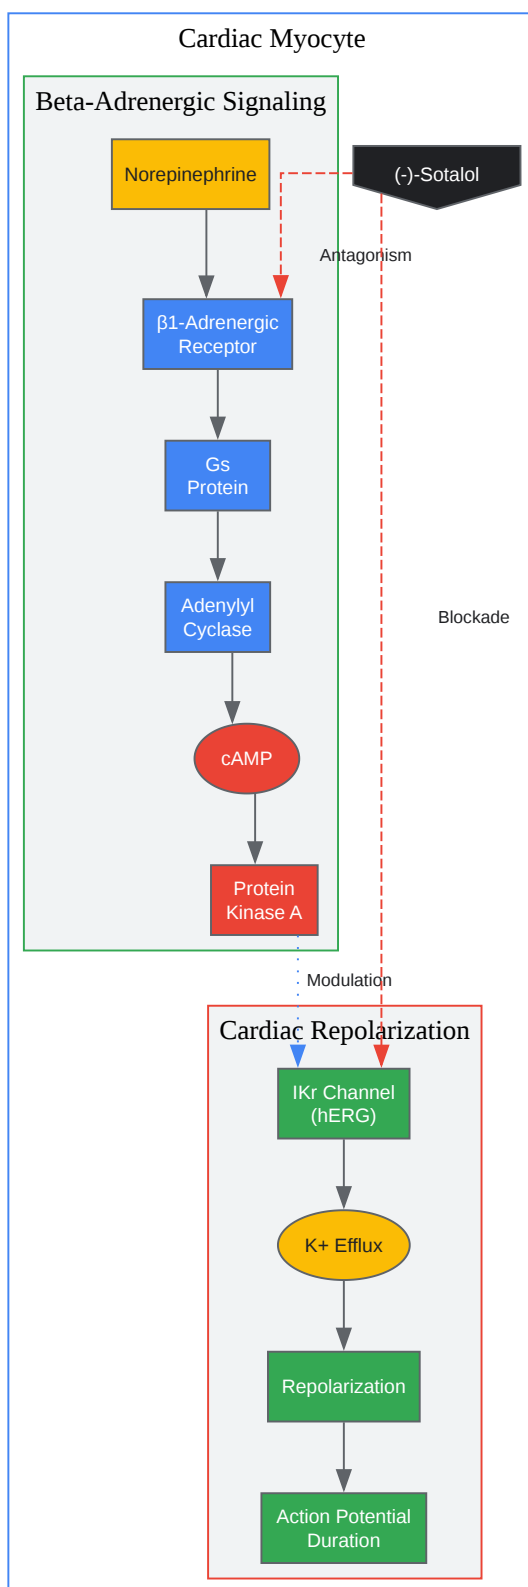 Cardiac Myocyte
Beta-Adrenergic Signaling
Norepinephrine
(-)-Sotalol
Antagonism
β1-Adrenergic
Receptor
Gs
Protein
Adenylyl
Cyclase
Blockade
cAMP
Protein
Kinase A
Modulation
Cardiac Repolarization
IKr Channel
(hERG)
K+ Efflux
Repolarization
Action Potential
Duration